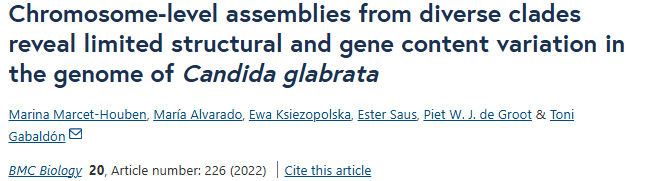 Chromosome-level assemblies from diverse clades
reveal limited structural and gene content variation in
the genome of Candida glabrata
Marina Marcet-Houben, María Alvarado, Ewa Ksiezopolska, Ester Saus, Piet W. J. de Groot & Toni
Gabaldón
BMC Biology 20, Article number: 226 (2022) | Cite this article